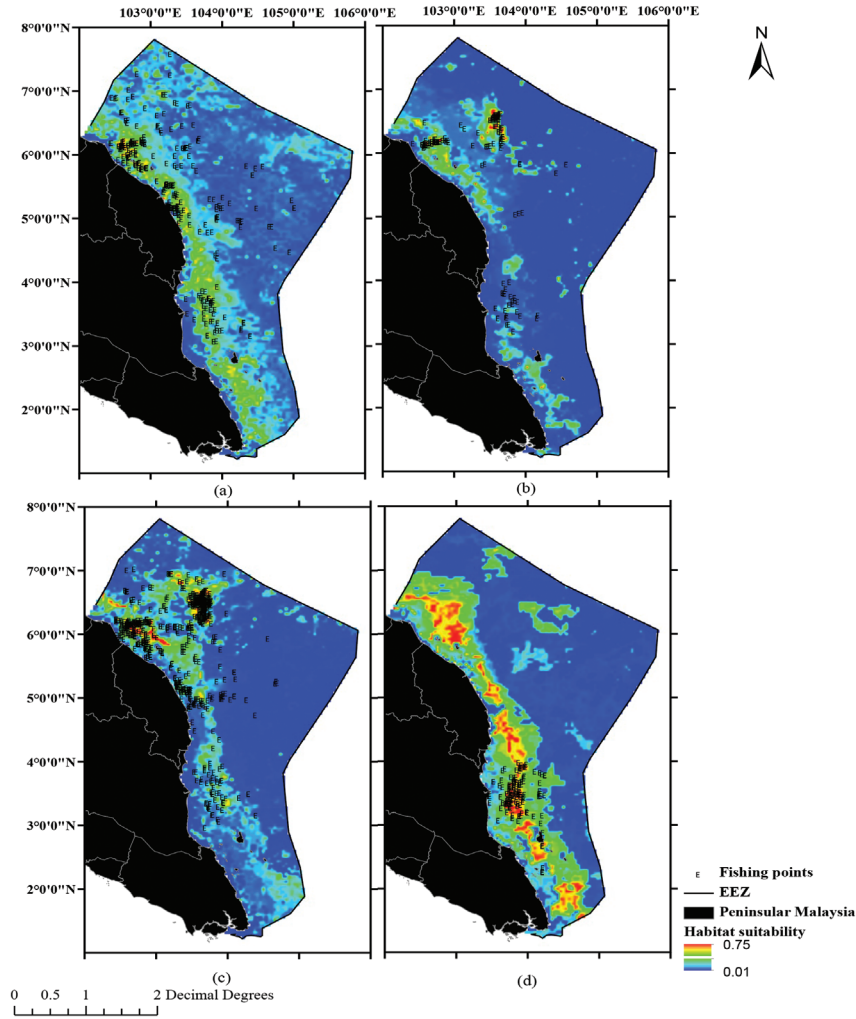 103°0'0"E 104°0'0"E 105°0'0"E 106°0'0"E
103°0'0"E 104°0'0"E 105°0'0"E 106°0'0"E
N
8°0'0"N
7°0'0"N
6°0'0"N
5°0'0"N
4°0'0"N
3°0'0"N
2°0'0"N
(a)
(b)
8°0'0"N
7°0'0"N
6°0'0"N
5°0'0"N
4°0'0"N
3°0'0"N
2°0'0"N
(c)
(d)
E Fishing points
EEZ
Peninsular Malaysia
Habitat suitability
0.75
0.01
0 0.5 1 2 Decimal Degrees